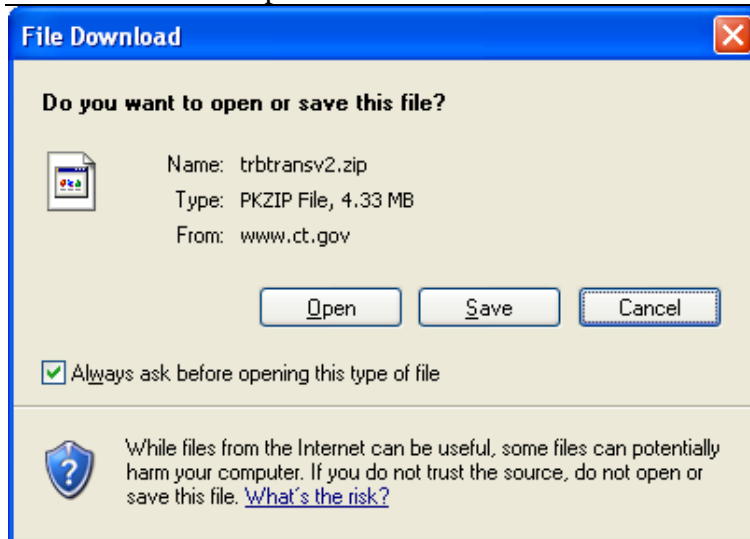 File Download
Do you want to open or save this file?
Name: trbtransv2.zip
Type: PKZIP File, 4.33 MB
From: www.ct.gov
Open Save Cancel
Always ask before opening this type of file
While files from the Internet can be useful, some files can potentially
harm your computer. If you do not trust the source, do not open or
save this file. What's the risk?